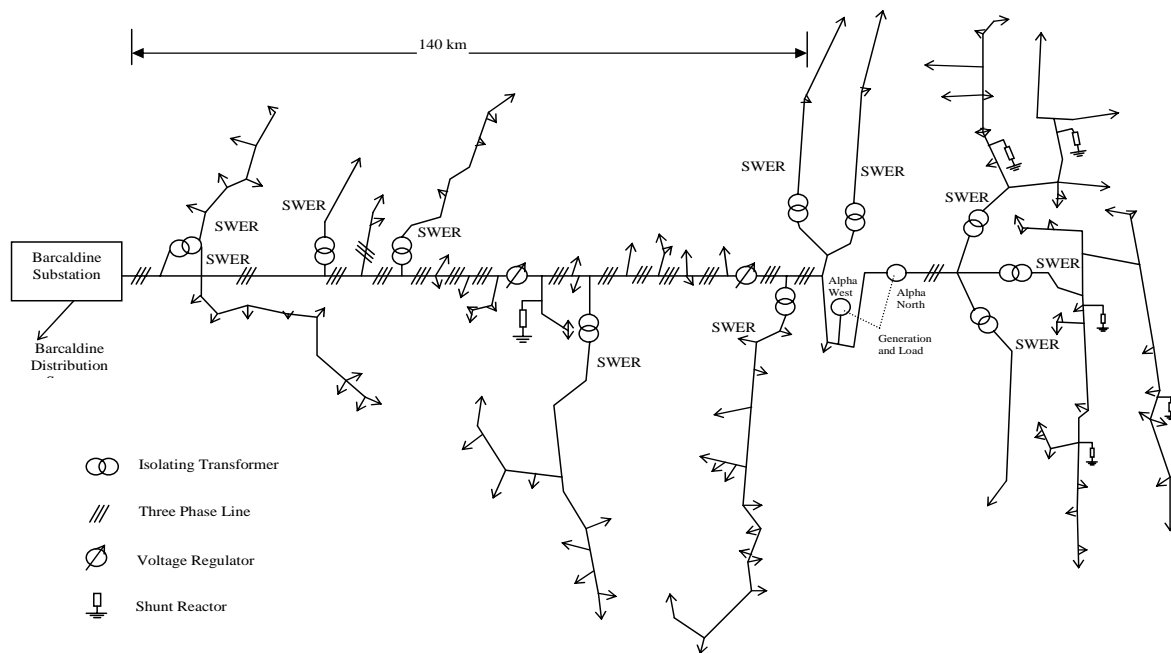 140 km
SWER
SWER
SWER
SWER
SWER
SWER
SWER
SWER
SWER
SWER
SWER
Barcaldine
Substation
Barcaldine
Distribution
Alpha
West
Alpha
North
Generation
and Load
Isolating Transformer
Three Phase Line
Voltage Regulator
Shunt Reactor